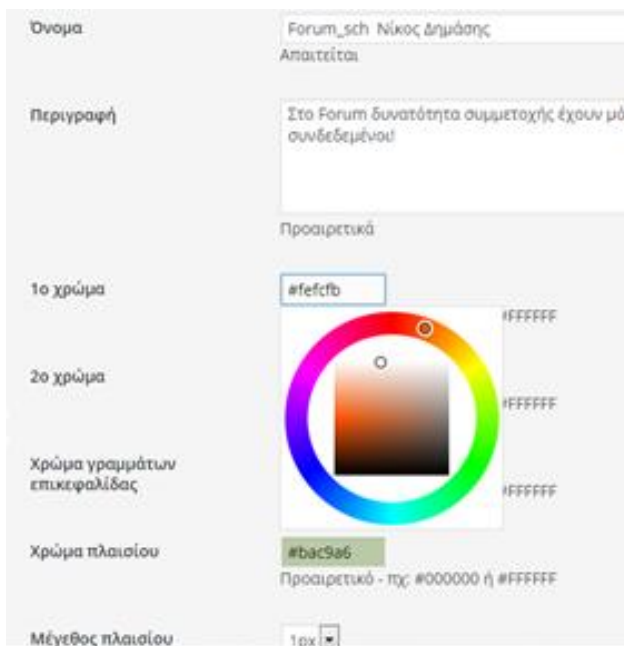 Όνομα
Forum_sch Νίκος Δημάσης
Απαιτείται
Περιγραφή
Στο Forum δυνατότητα συμμετοχής έχουν μό
συνδεδεμένοι!
Προαιρετικά
1ο χρώμα
#fefcfb
#FFFFFF
2ο χρώμα
#FFFFFF
Χρώμα γραμμάτων
επικεφαλίδας
#FFFFFF
Χρώμα πλαισίου
#bac9a6
Προαιρετικό - πχ: #000000 ή #FFFFFF
Μέγεθος πλαισίου
1px